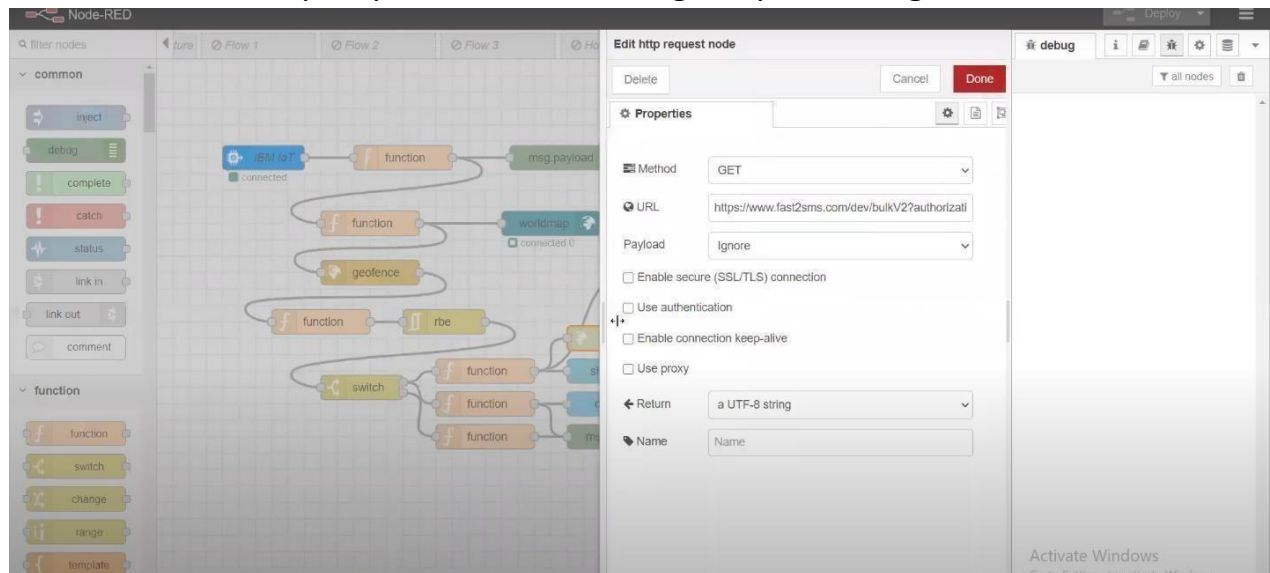 Node-RED
Deploy
filter nodes
ture
Flow 1
Flow 2
Flow 3
Ho
Edit http request node
debug
common
Delete
Cancel
Done
all nodes
inject
Properties
debug
IBM IoT
function
msg.payload
Method
GET
connected
complete
URL
https://www.fast2sms.com/dev/bulkV2?authorizati
catch
function
worldmap
connected 0
Payload
Ignore
status
geofence
Enable secure (SSL/TLS) connection
link in
Use authentication
link out
function
rbe
Enable connection keep-alive
comment
Use proxy
function
switch
function
Return
a UTF-8 string
function
function
Name
Name
function
switch
change
range
template
Activate Windows